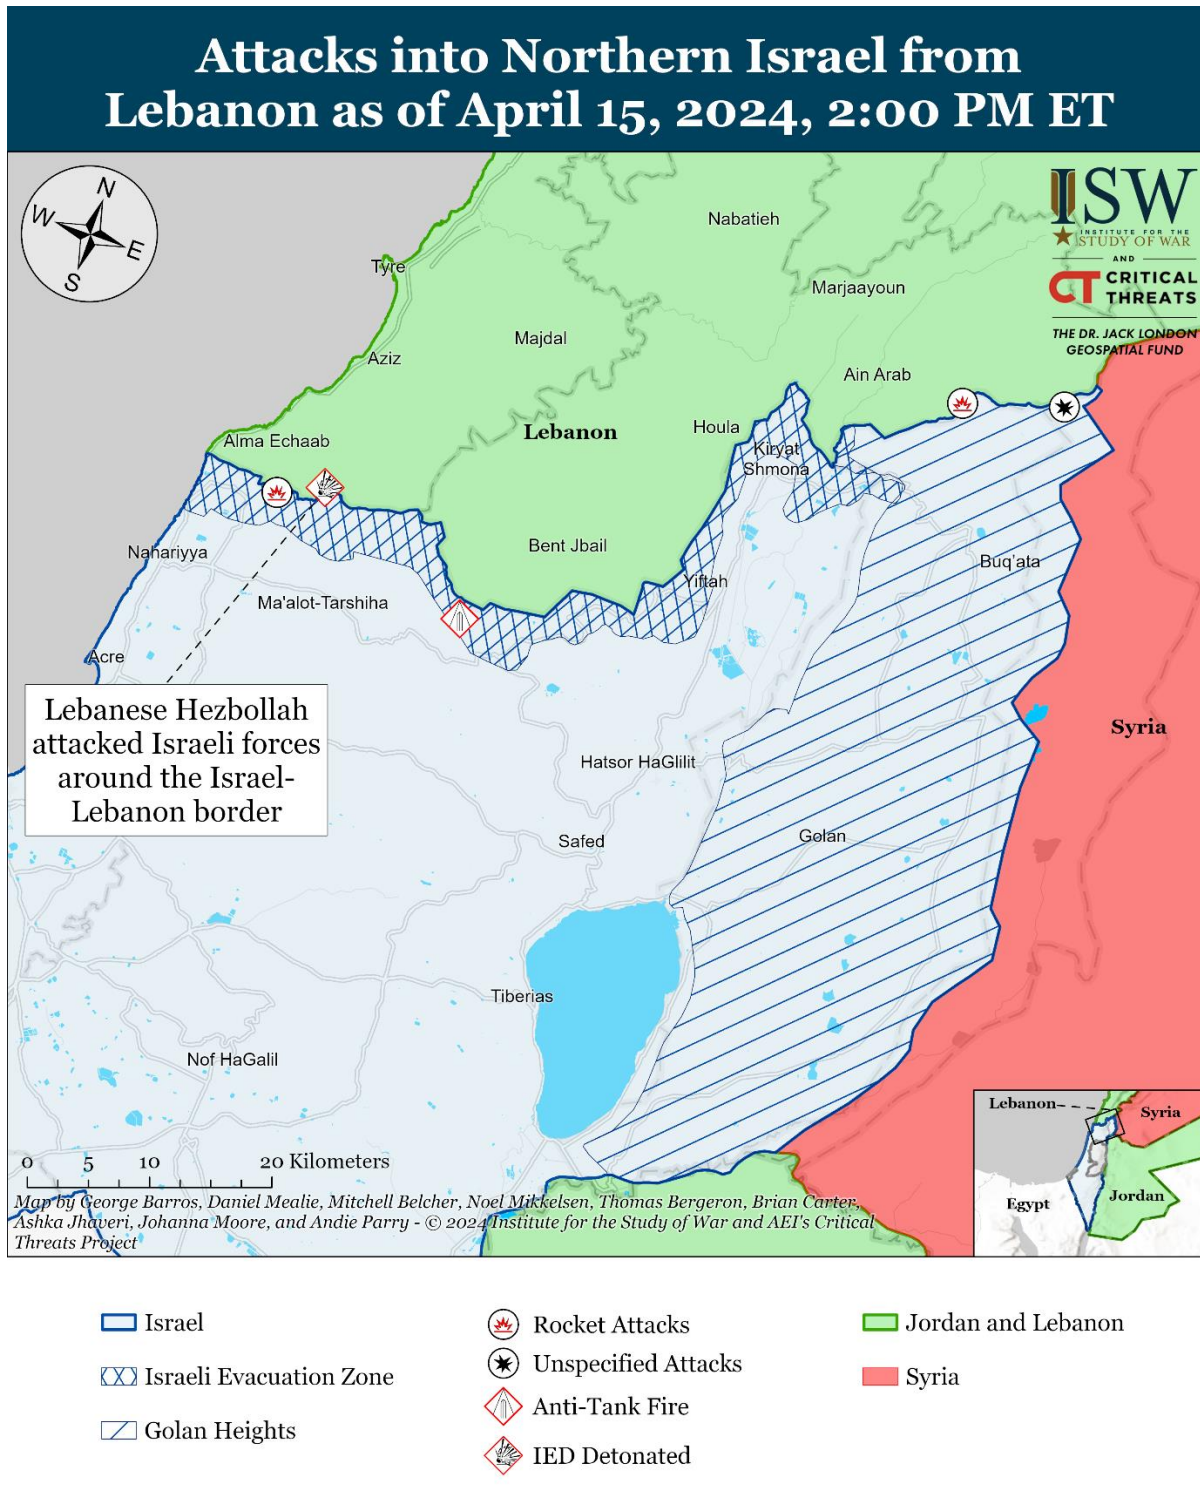 Attacks into Northern Israel from
Lebanon as of April 15, 2024, 2:00 PM ET
N
W
E
S
ISW
INSTITUTE FOR THE
STUDY OF WAR
AND
CT CRITICAL
THREATS
THE DR. JACK LONDON
GEOSPATIAL FUND
Nabatieh
Tyre
Marjaayoun
Majdal
Aziz
Ain Arab
Alma Echaab
Lebanon
Houla
Kiryat
Shmona
Nahariyya
Bent Jbail
Buq'ata
Yiftah
Ma'alot-Tarshiha
Acre
Lebanese Hezbollah
attacked Israeli forces
around the Israel-
Lebanon border
Syria
Hatsor HaGlilit
Safed
Golan
Tiberias
Nof HaGalil
Lebanon
Syria
Jordan
Egypt
0 5 10 20 Kilometers
Map by George Barros, Daniel Mealie, Mitchell Belcher, Noel Mikkelsen, Thomas Bergeron, Brian Carter,
Ashka Jhaveri, Johanna Moore, and Andie Parry - © 2024 Institute for the Study of War and AEI's Critical
Threats Project
Israel
Israeli Evacuation Zone
Golan Heights
Rocket Attacks
Unspecified Attacks
Anti-Tank Fire
IED Detonated
Jordan and Lebanon
Syria